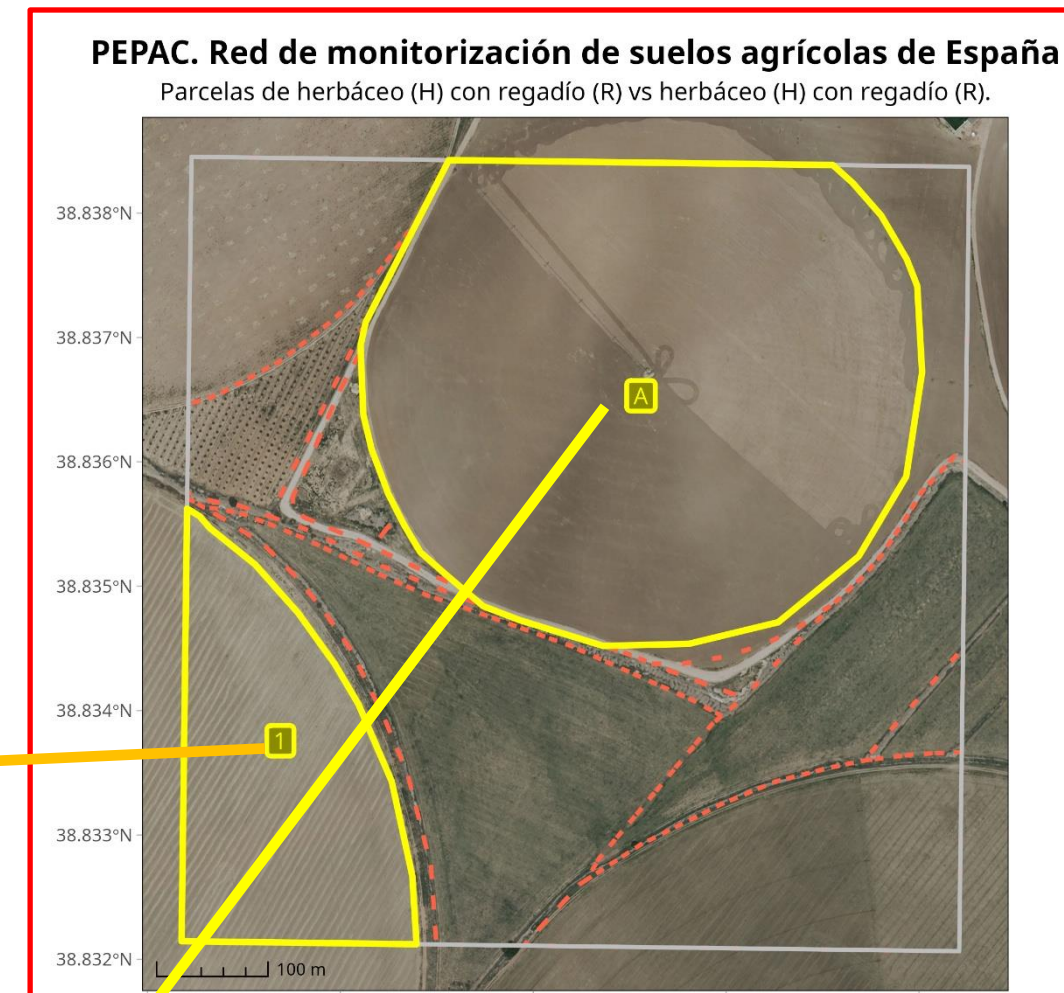 PEPAC. Red de monitorización de suelos agrícolas de España
Parcelas de herbáceo (H) con regadío (R) vs herbáceo (H) con regadío (R).
38.838°N
38.837°N
A
38.836°N
38.835°N
38.834°N
1
38.833°N
38.832°N
100 m